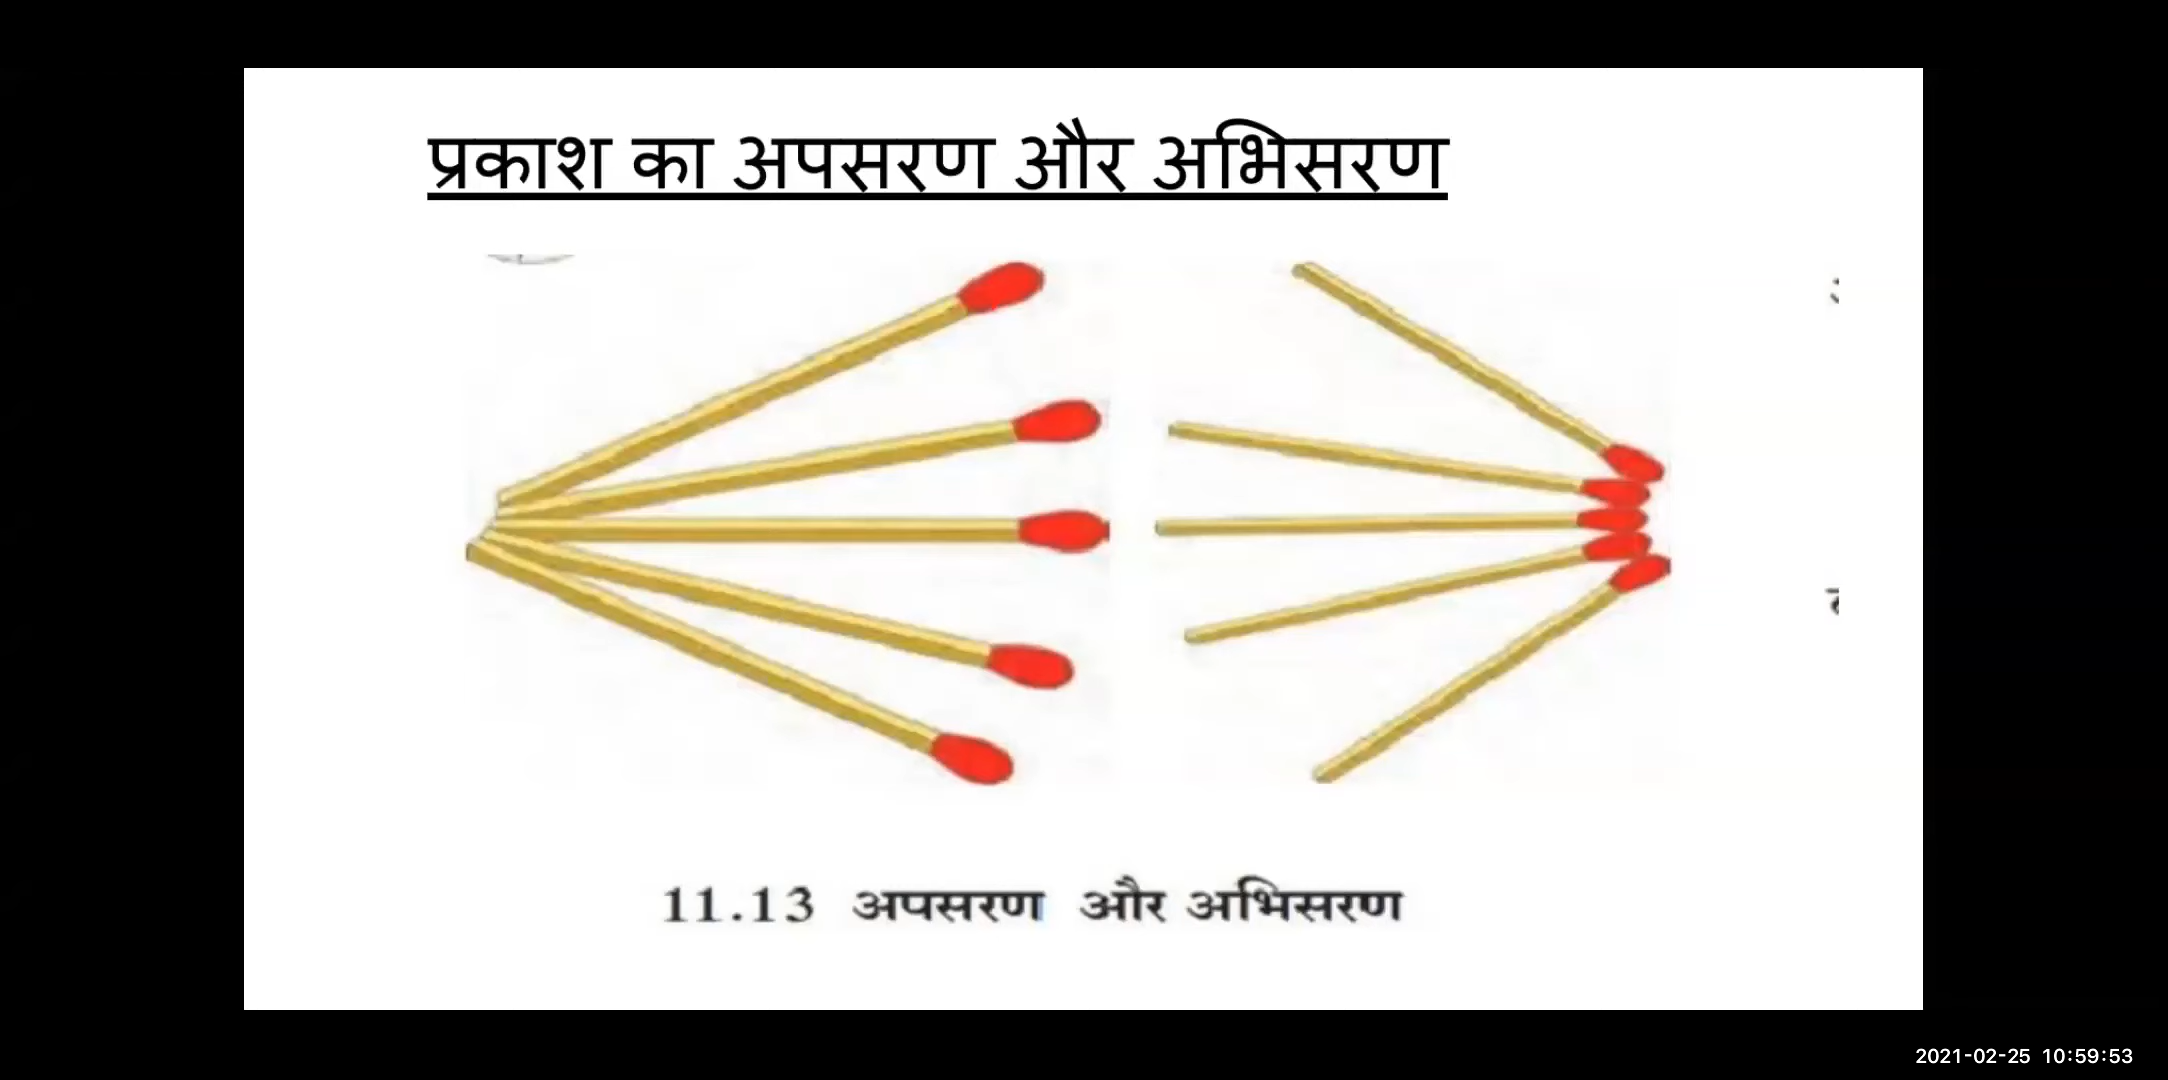 प्रकाश का अपसरण और अभिसरण
11.13 अपसरण और अभिसरण
2021-02-25 10:59:53